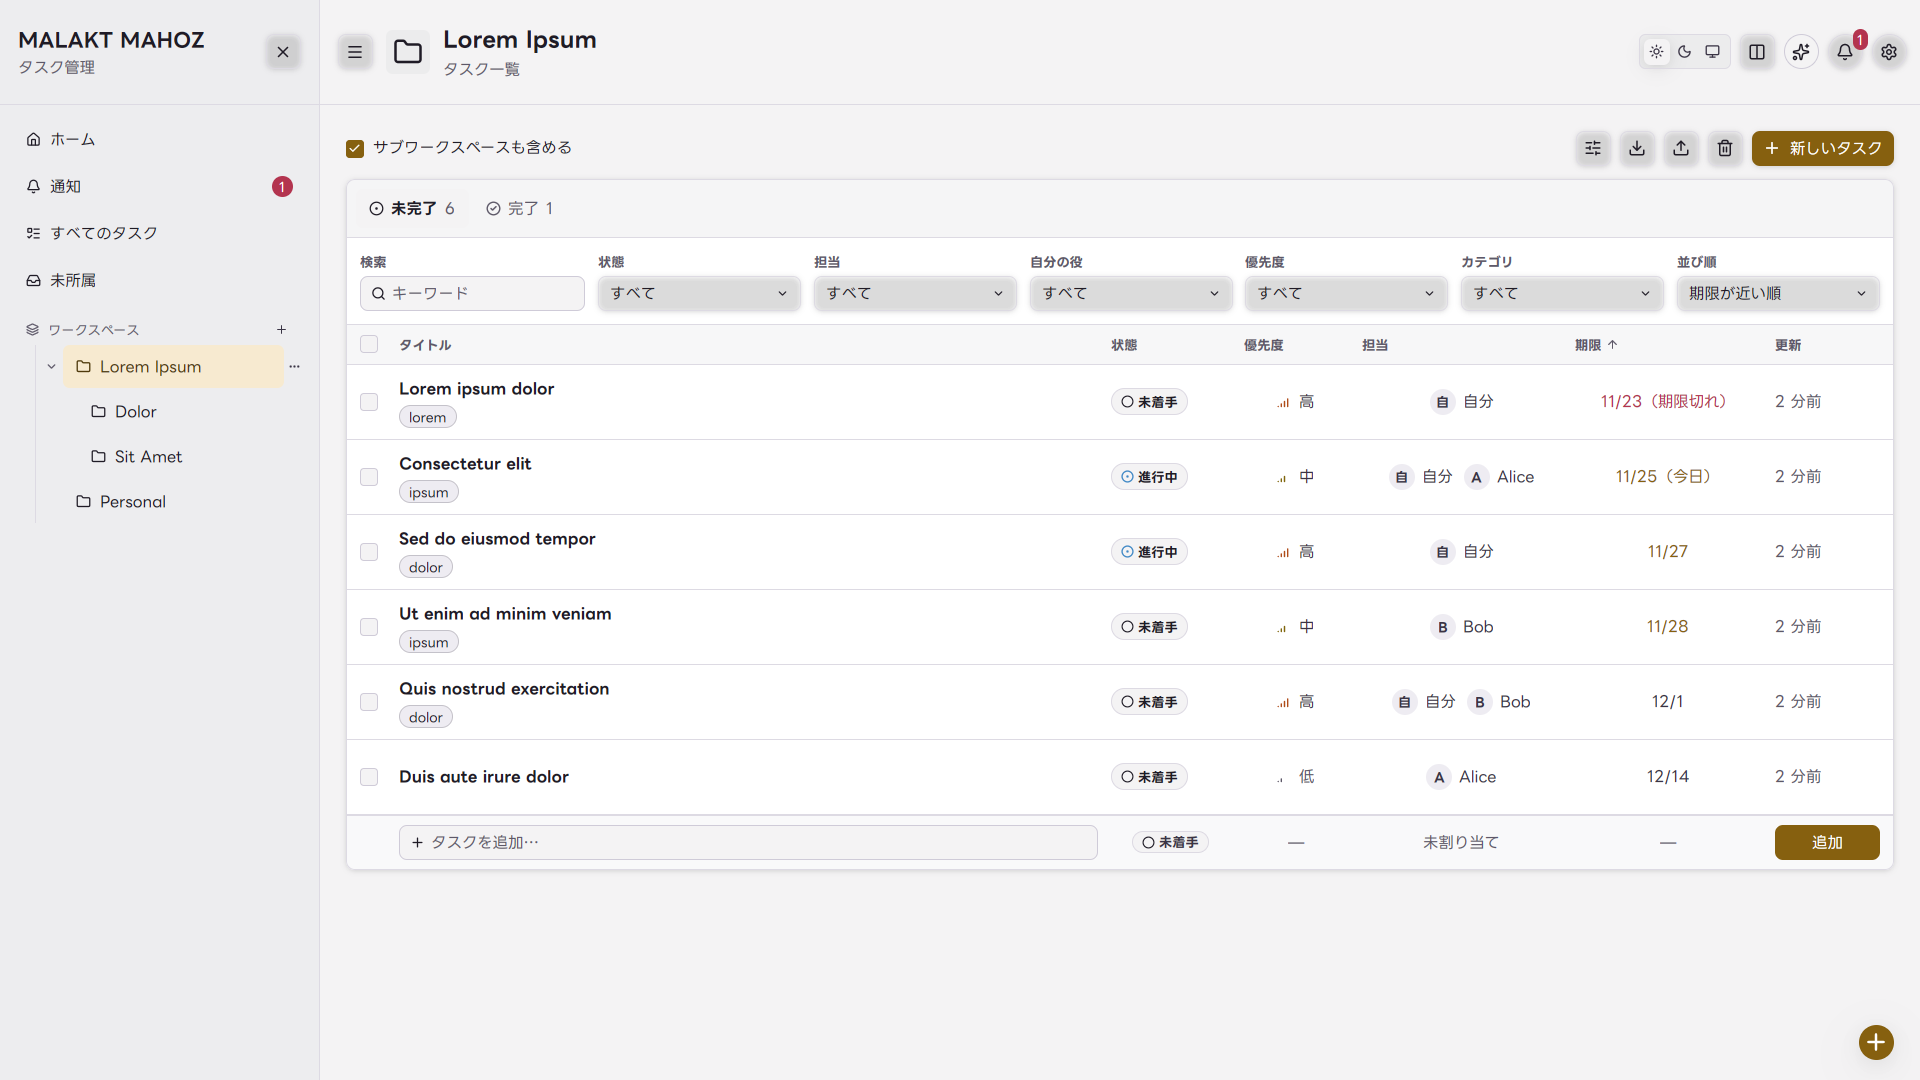 MALAKT MAHOZ
タスク管理
ホーム
通知 1
すべてのタスク
未所属
ワークスペース
Lorem Ipsum
Dolor
Sit Amet
Personal
Lorem Ipsum
タスク一覧
1
サブワークスペースも含める
新しいタスク
未完了 6 完了 1
検索 状態 担当 自分の役 優先度 カテゴリ 並び順
キーワード すべて すべて すべて すべて すべて 期限が近い順
タイトル 状態 優先度 担当 期限 更新
Lorem ipsum dolor
lorem
未着手 高 自 自分 11/23（期限切れ） 2 分前
Consectetur elit
ipsum
進行中 中 自 自分 A Alice 11/25（今日） 2 分前
Sed do eiusmod tempor
dolor
進行中 高 自 自分 11/27 2 分前
Ut enim ad minim veniam
ipsum
未着手 中 B Bob 11/28 2 分前
Quis nostrud exercitation
dolor
未着手 高 自 自分 B Bob 12/1 2 分前
Duis aute irure dolor
未着手 低 A Alice 12/14 2 分前
タスクを追加… 未着手 — 未割り当て — 追加